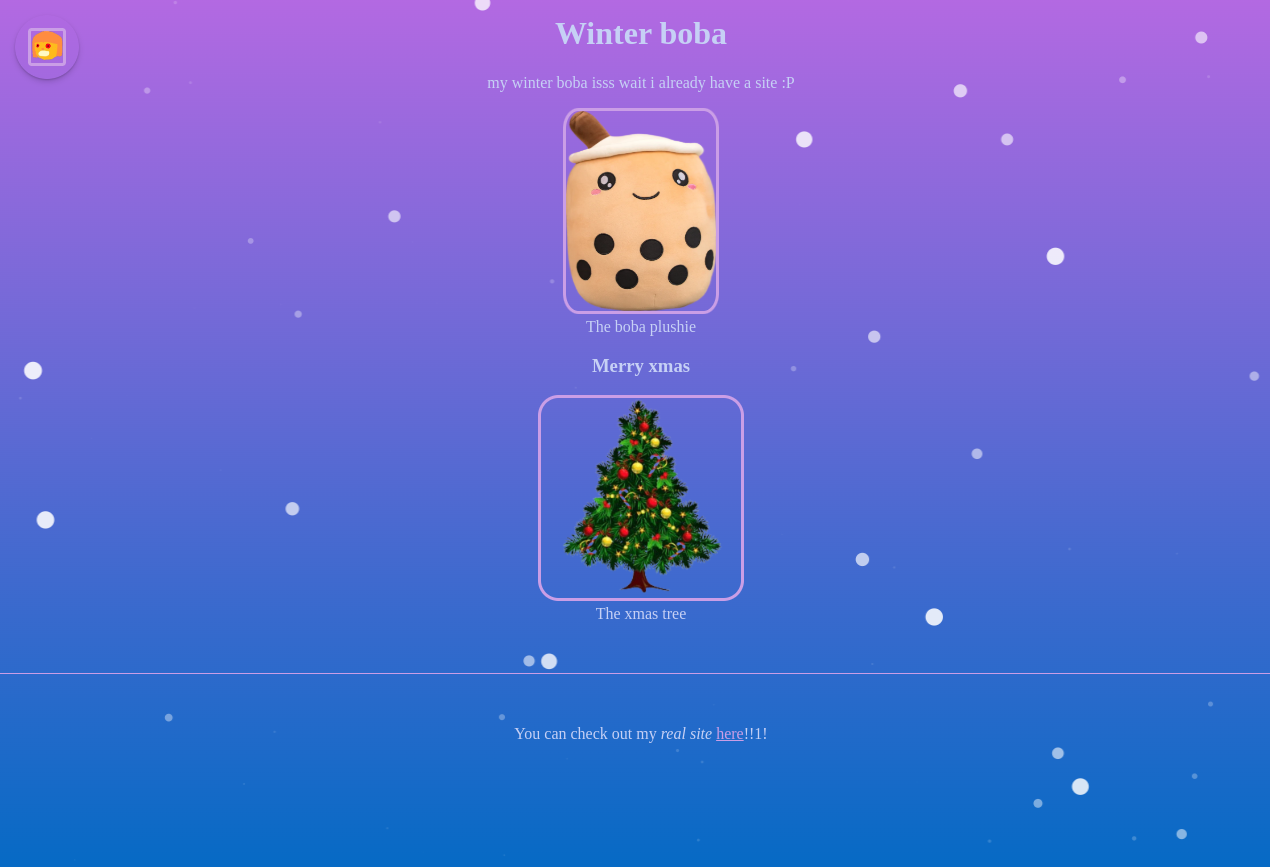 Winter boba
my winter boba isss wait i already have a site :P
The boba plushie
Merry xmas
The xmas tree
You can check out my real site here!!1!